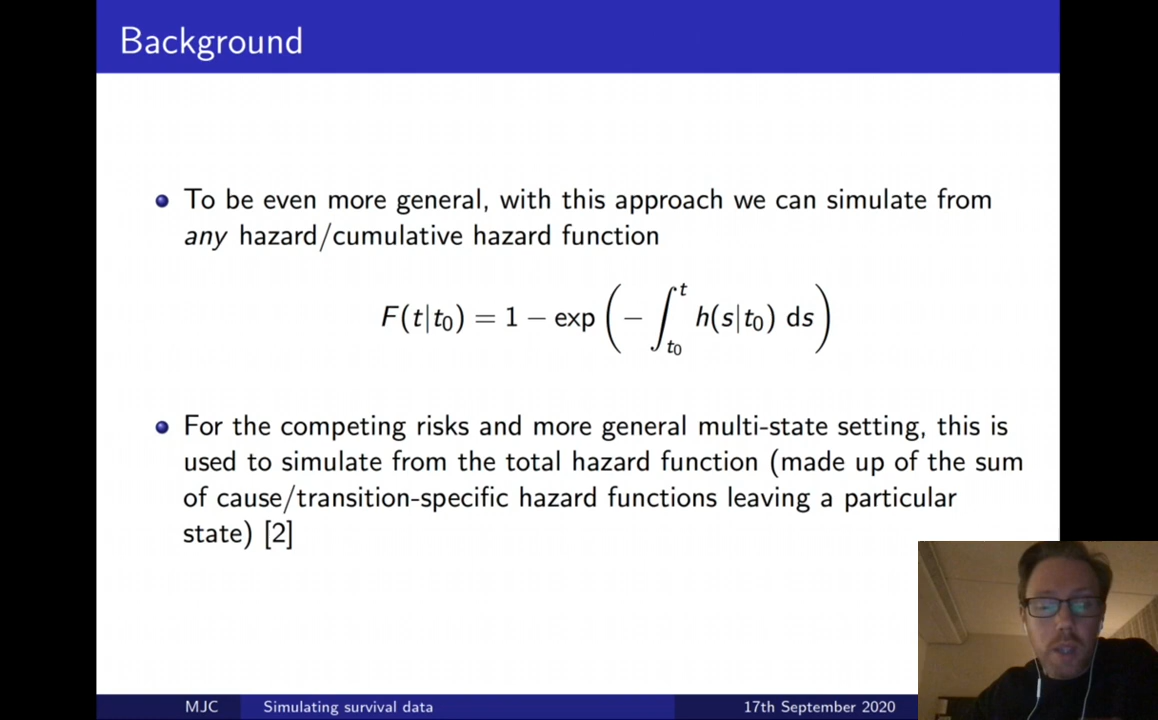 Background
To be even more general, with this approach we can simulate from
any hazard/cumulative hazard function
F(t|t₀) = 1 − exp(−∫ₜ₀ᵗ h(s|t₀) ds)
For the competing risks and more general multi-state setting, this is
used to simulate from the total hazard function (made up of the sum
of cause/transition-specific hazard functions leaving a particular
state) [2]
MJC Simulating survival data 17th September 2020